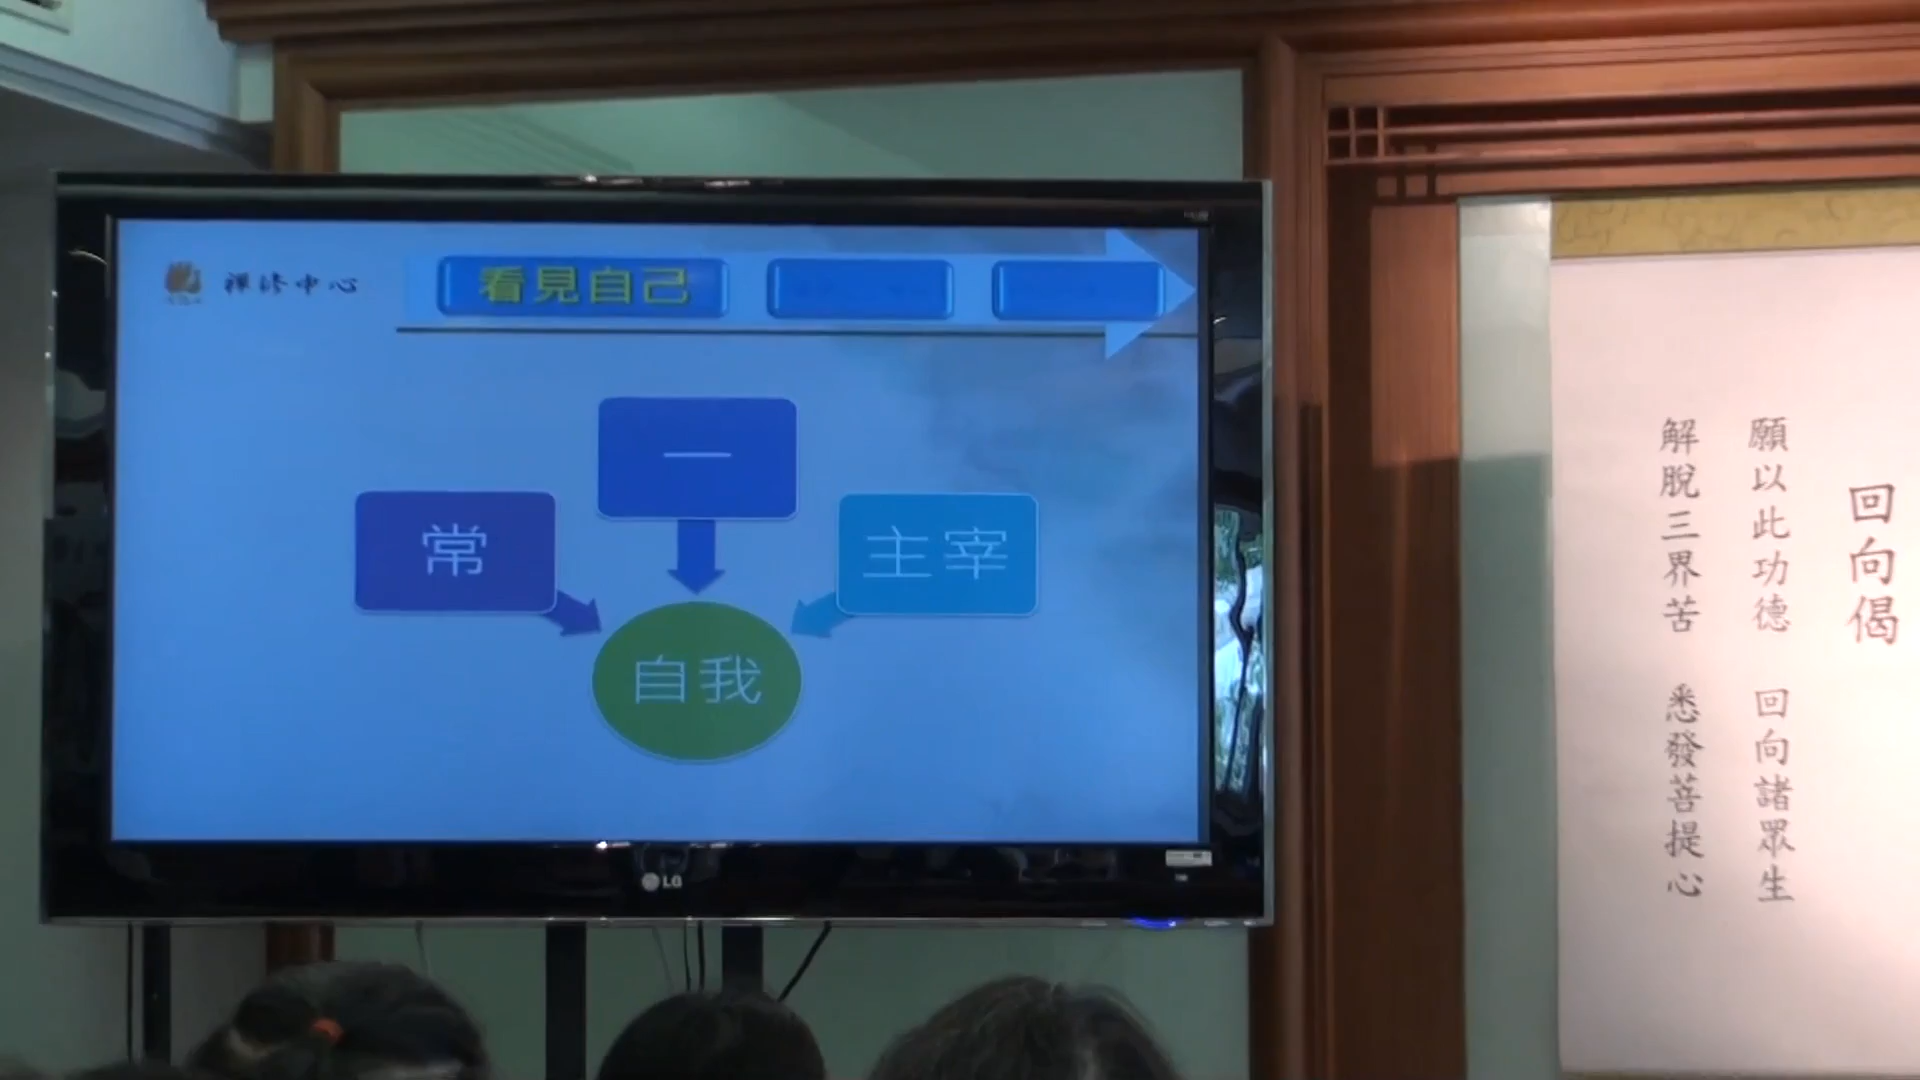 禪修中心
看見自己
一
常
主宰
自我
LG
回向偈
願以此功德 回向諸眾生
解脫三界苦 悉發菩提心